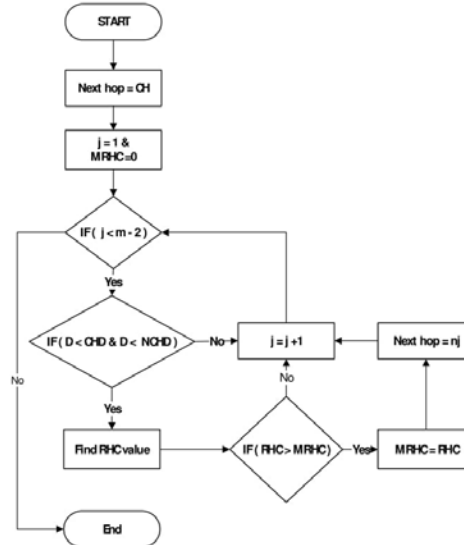 START
Next hop = CH
j = 1 &
MRHC=0
IF( j < m - 2)
Yes
IF( D < CHD & D < NCHD)
No
j = j +1
Next hop = nj
No
Yes
No
Find RHC value
IF( RHC> MRHC)
Yes
MRHC= RHC
End